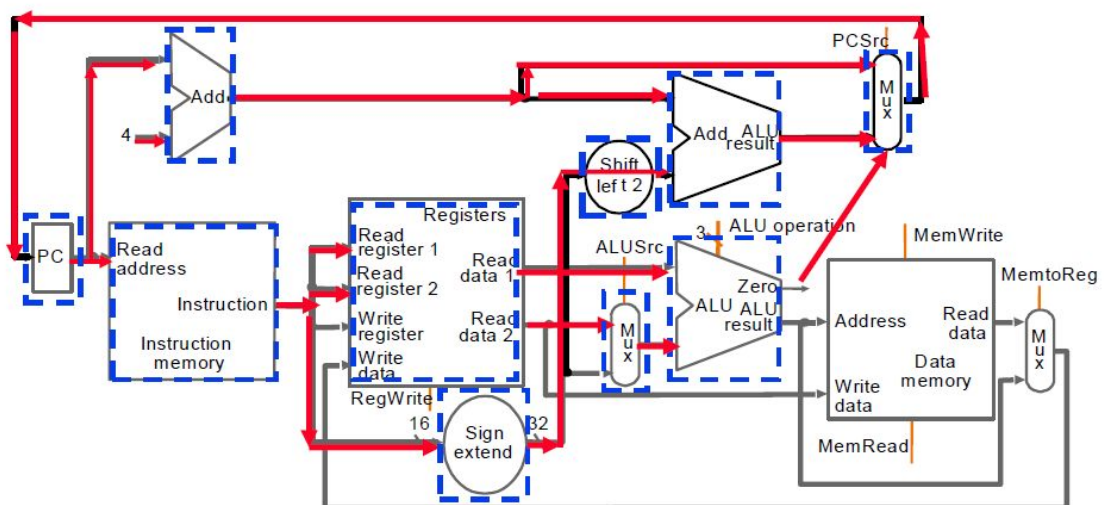 PCSrc
Add
4
Mux
Add ALU
result
Shift
left 2
Registers
3
ALU operation
PC
Read
address
Read
register 1
ALUSrc
MemWrite
Read
data 1
Read
register 2
Zero
MemtoReg
Instruction
ALU ALU
result
Write
register
Read
data 2
Mux
Address
Read
data
Mux
Instruction
memory
Write
data
Data
memory
Write
data
RegWrite
16
Sign
extend
32
MemRead